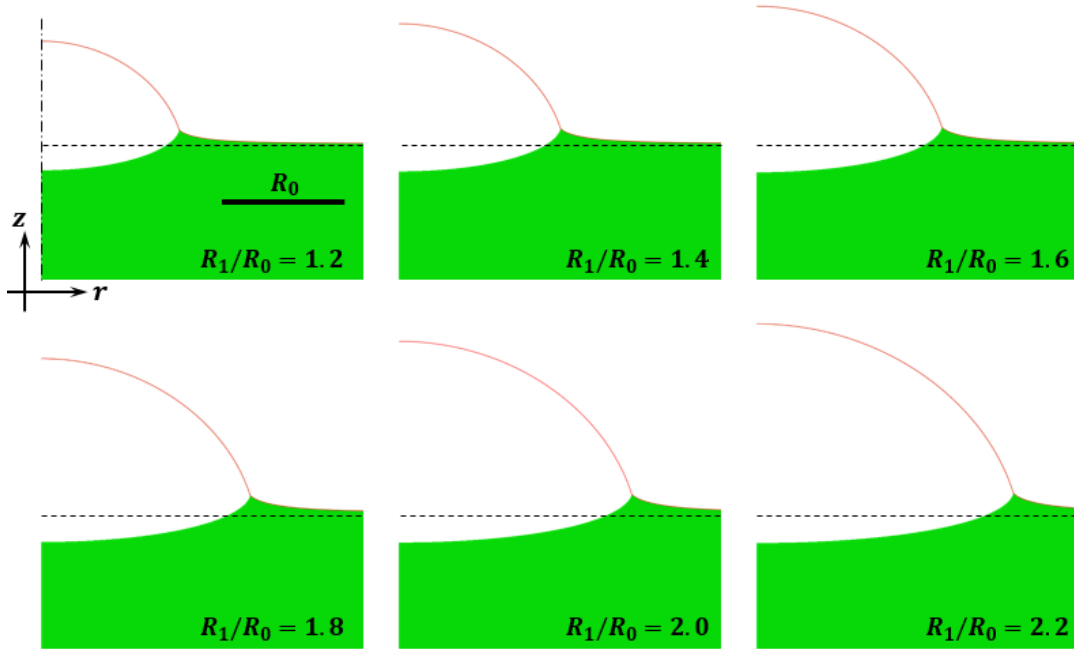 R₀
z
R₁/R₀ = 1.2
R₁/R₀ = 1.4
R₁/R₀ = 1.6
r
R₁/R₀ = 1.8
R₁/R₀ = 2.0
R₁/R₀ = 2.2